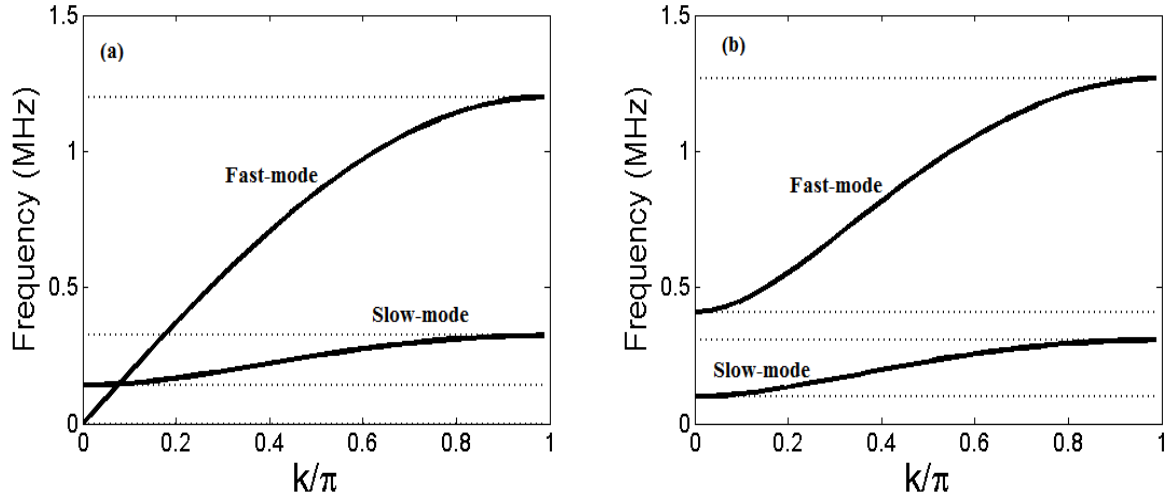 (a)
Frequency (MHz)
1.5
1
0.5
0
Fast-mode
Slow-mode
0 0.2 0.4 0.6 0.8 1
k/π
(b)
Frequency (MHz)
1.5
1
0.5
0
Fast-mode
Slow-mode
0 0.2 0.4 0.6 0.8 1
k/π